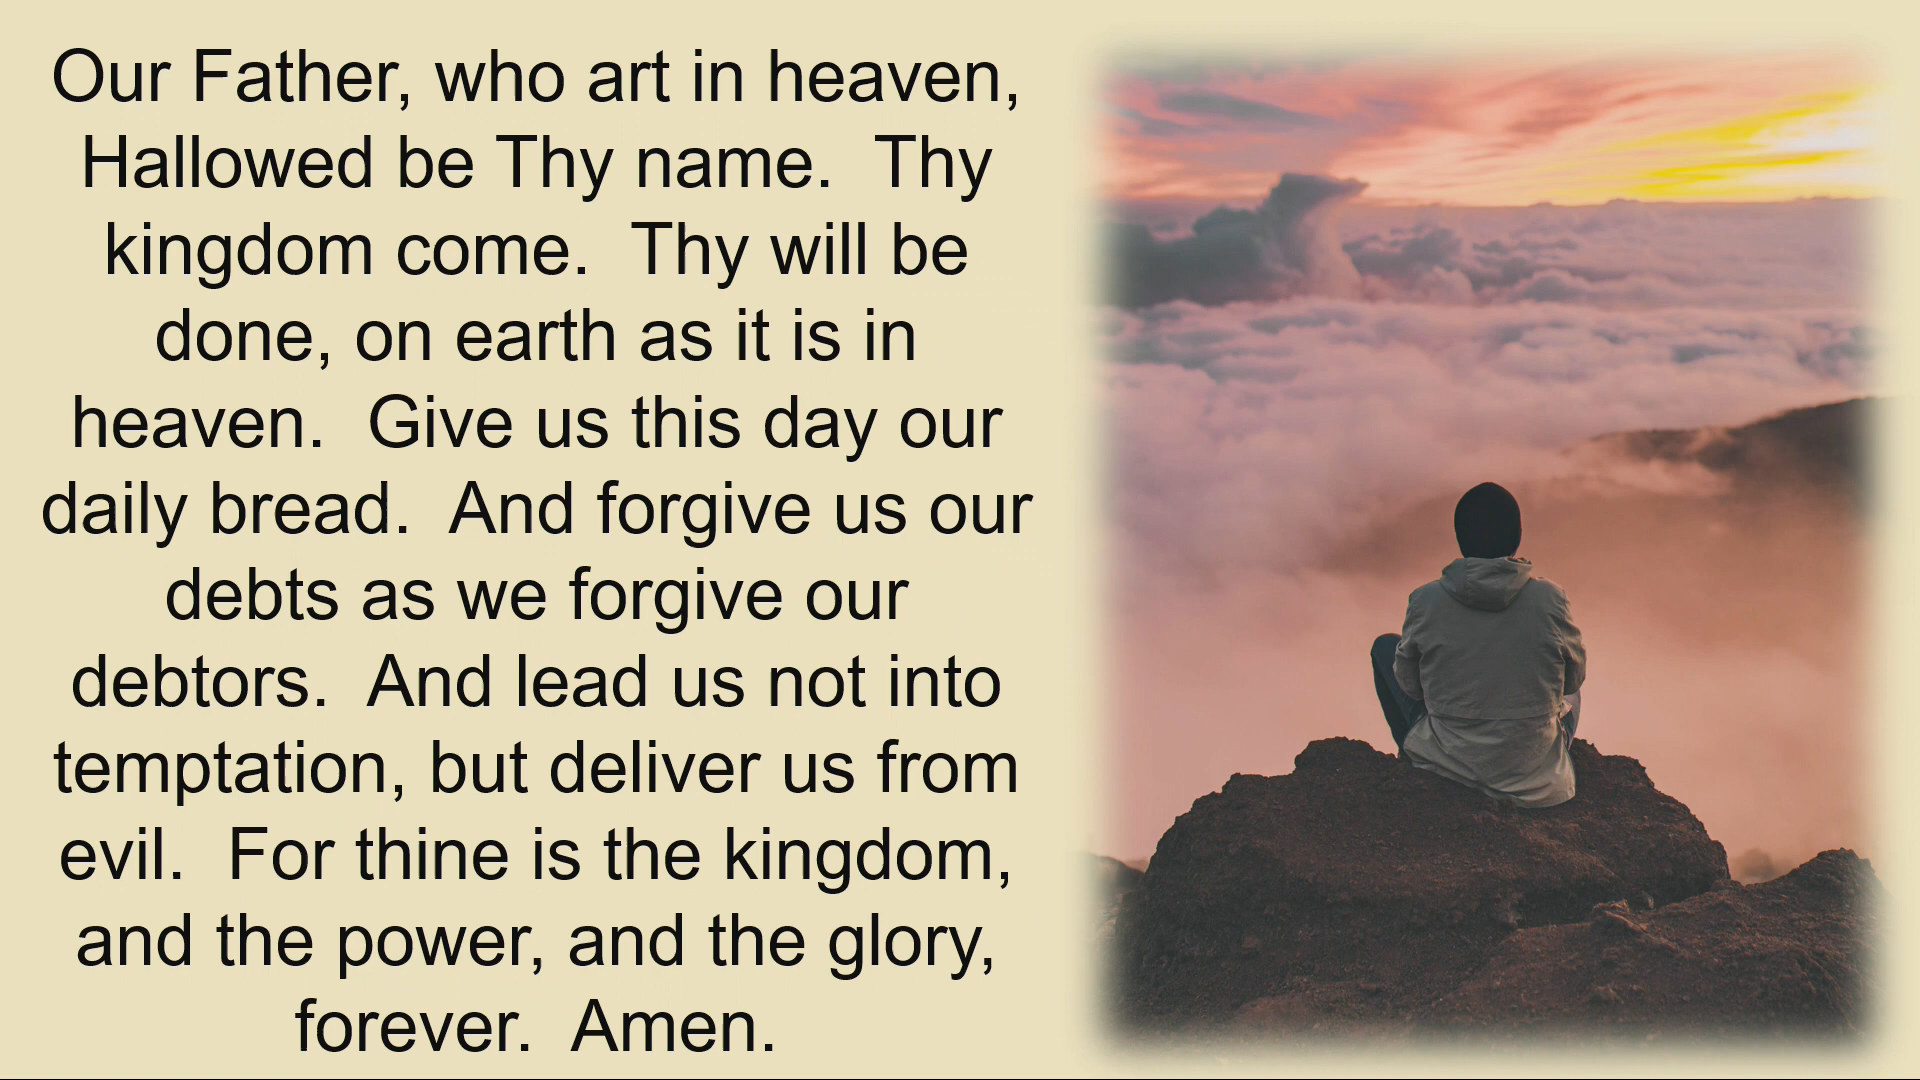 Our Father, who art in heaven,
Hallowed be Thy name.  Thy
kingdom come.  Thy will be
done, on earth as it is in
heaven.  Give us this day our
daily bread.  And forgive us our
debts as we forgive our
debtors.  And lead us not into
temptation, but deliver us from
evil.  For thine is the kingdom,
and the power, and the glory,
forever.  Amen.